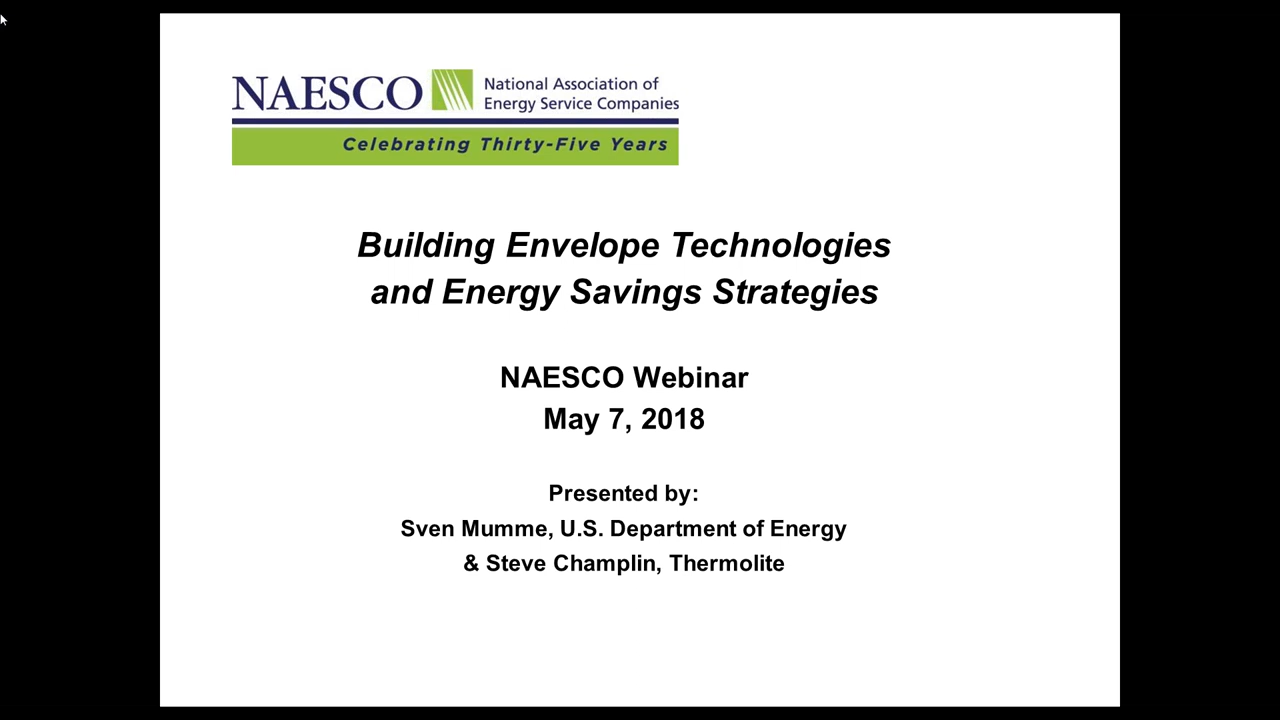 NAESCO
National Association of
Energy Service Companies
Celebrating Thirty-Five Years
Building Envelope Technologies
and Energy Savings Strategies
NAESCO Webinar
May 7, 2018
Presented by:
Sven Mumme, U.S. Department of Energy
& Steve Champlin, Thermolite